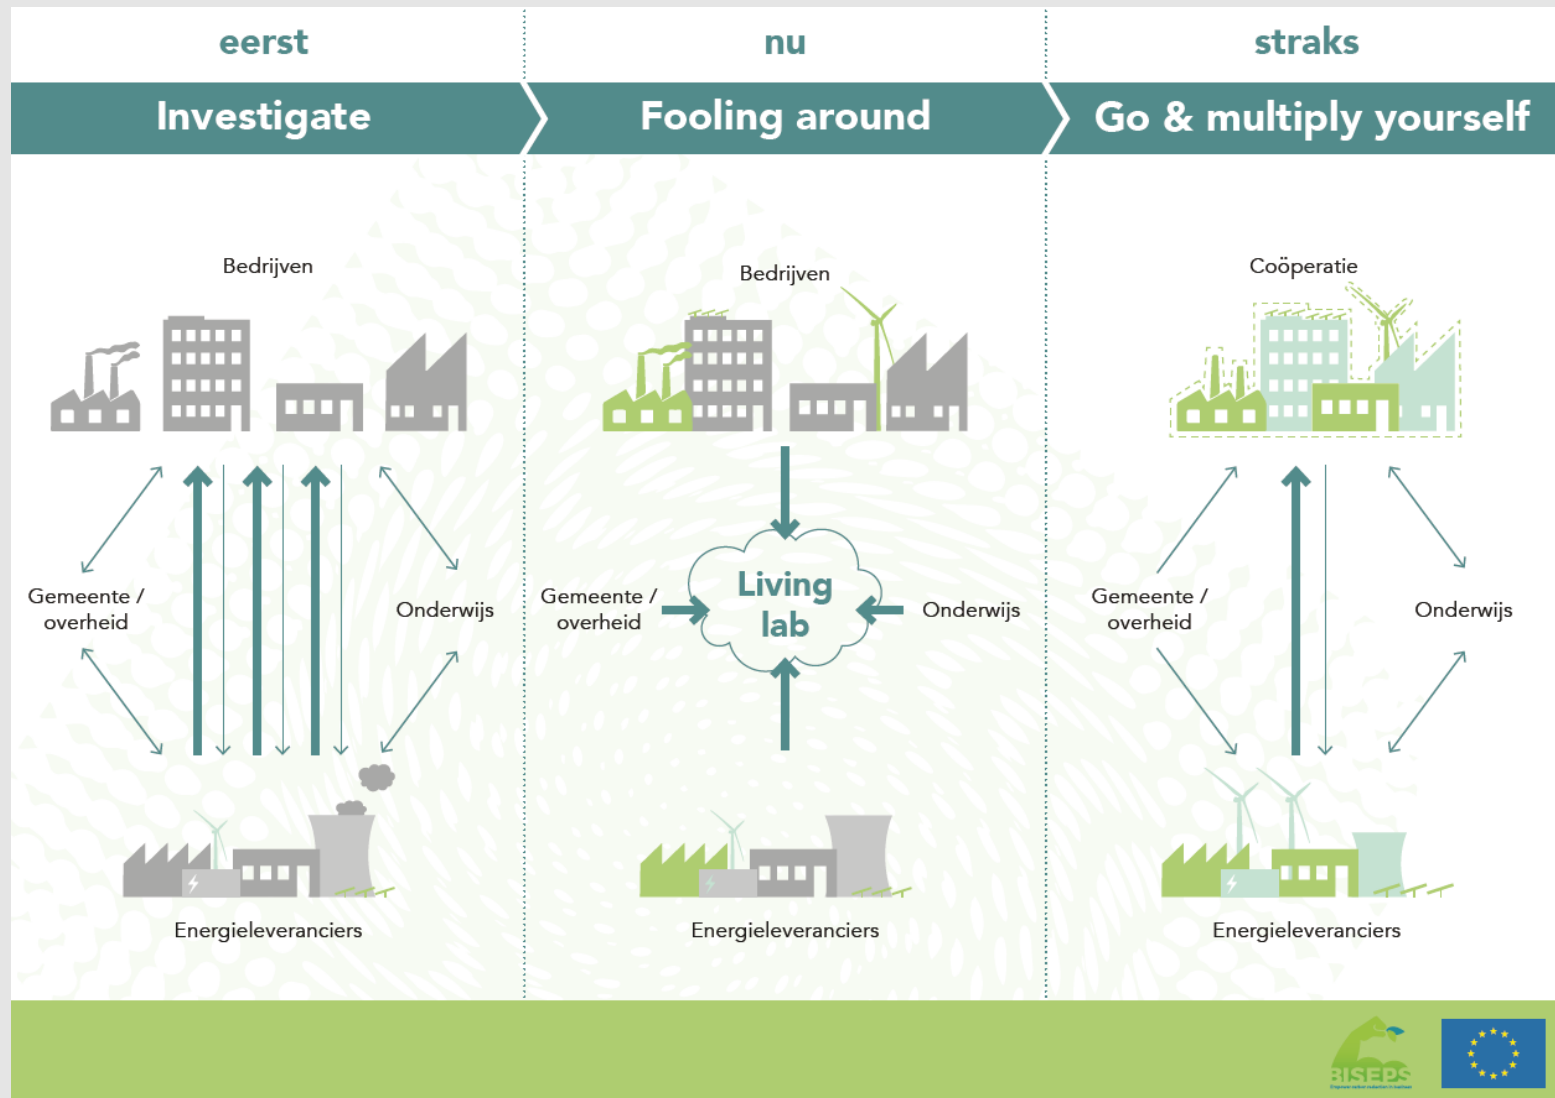 eerst
nu
straks
Investigate
Fooling around
Go & multiply yourself
Bedrijven
Gemeente /
overheid
Onderwijs
Energieleveranciers
Bedrijven
Gemeente /
overheid
Living
lab
Onderwijs
Energieleveranciers
Coöperatie
Gemeente /
overheid
Onderwijs
Energieleveranciers
BISEPS